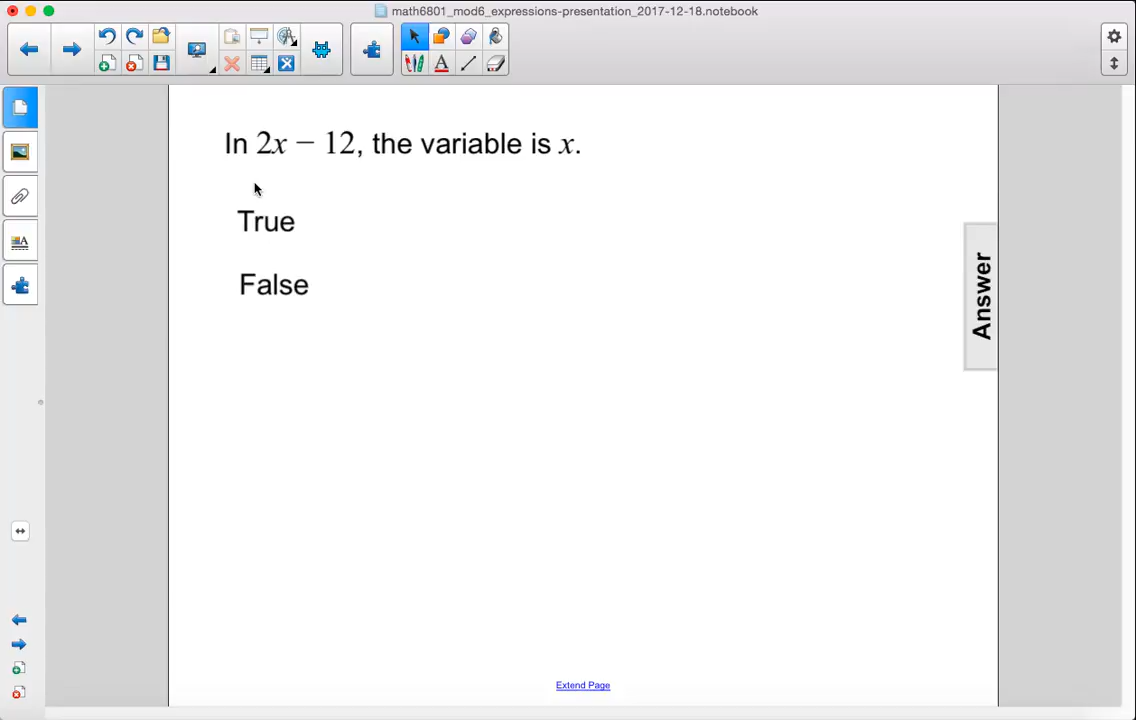 math6801_mod6_expressions-presentation_2017-12-18.notebook
In 2x − 12, the variable is x.
True
False
Answer
Extend Page